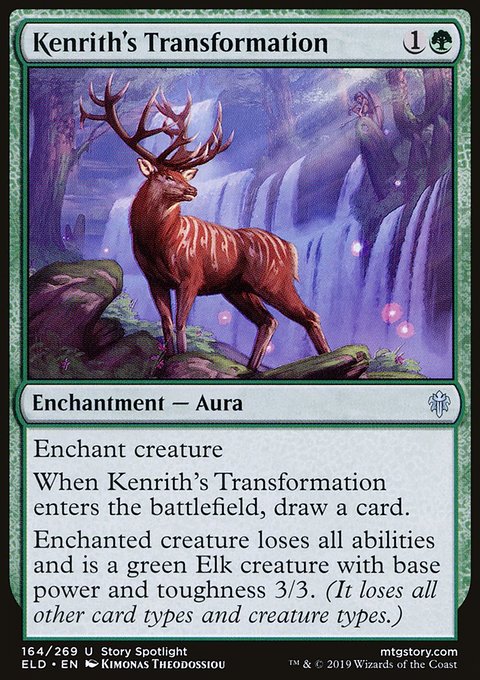 Kenrith's Transformation 1
Enchantment — Aura
Enchant creature
When Kenrith's Transformation
enters the battlefield, draw a card.
Enchanted creature loses all abilities
and is a green Elk creature with base
power and toughness 3/3. (It loses all
other card types and creature types.)
164/269 U Story Spotlight mtgstory.com
ELD • EN Kimonas Theodossiou ™ & © 2019 Wizards of the Coast